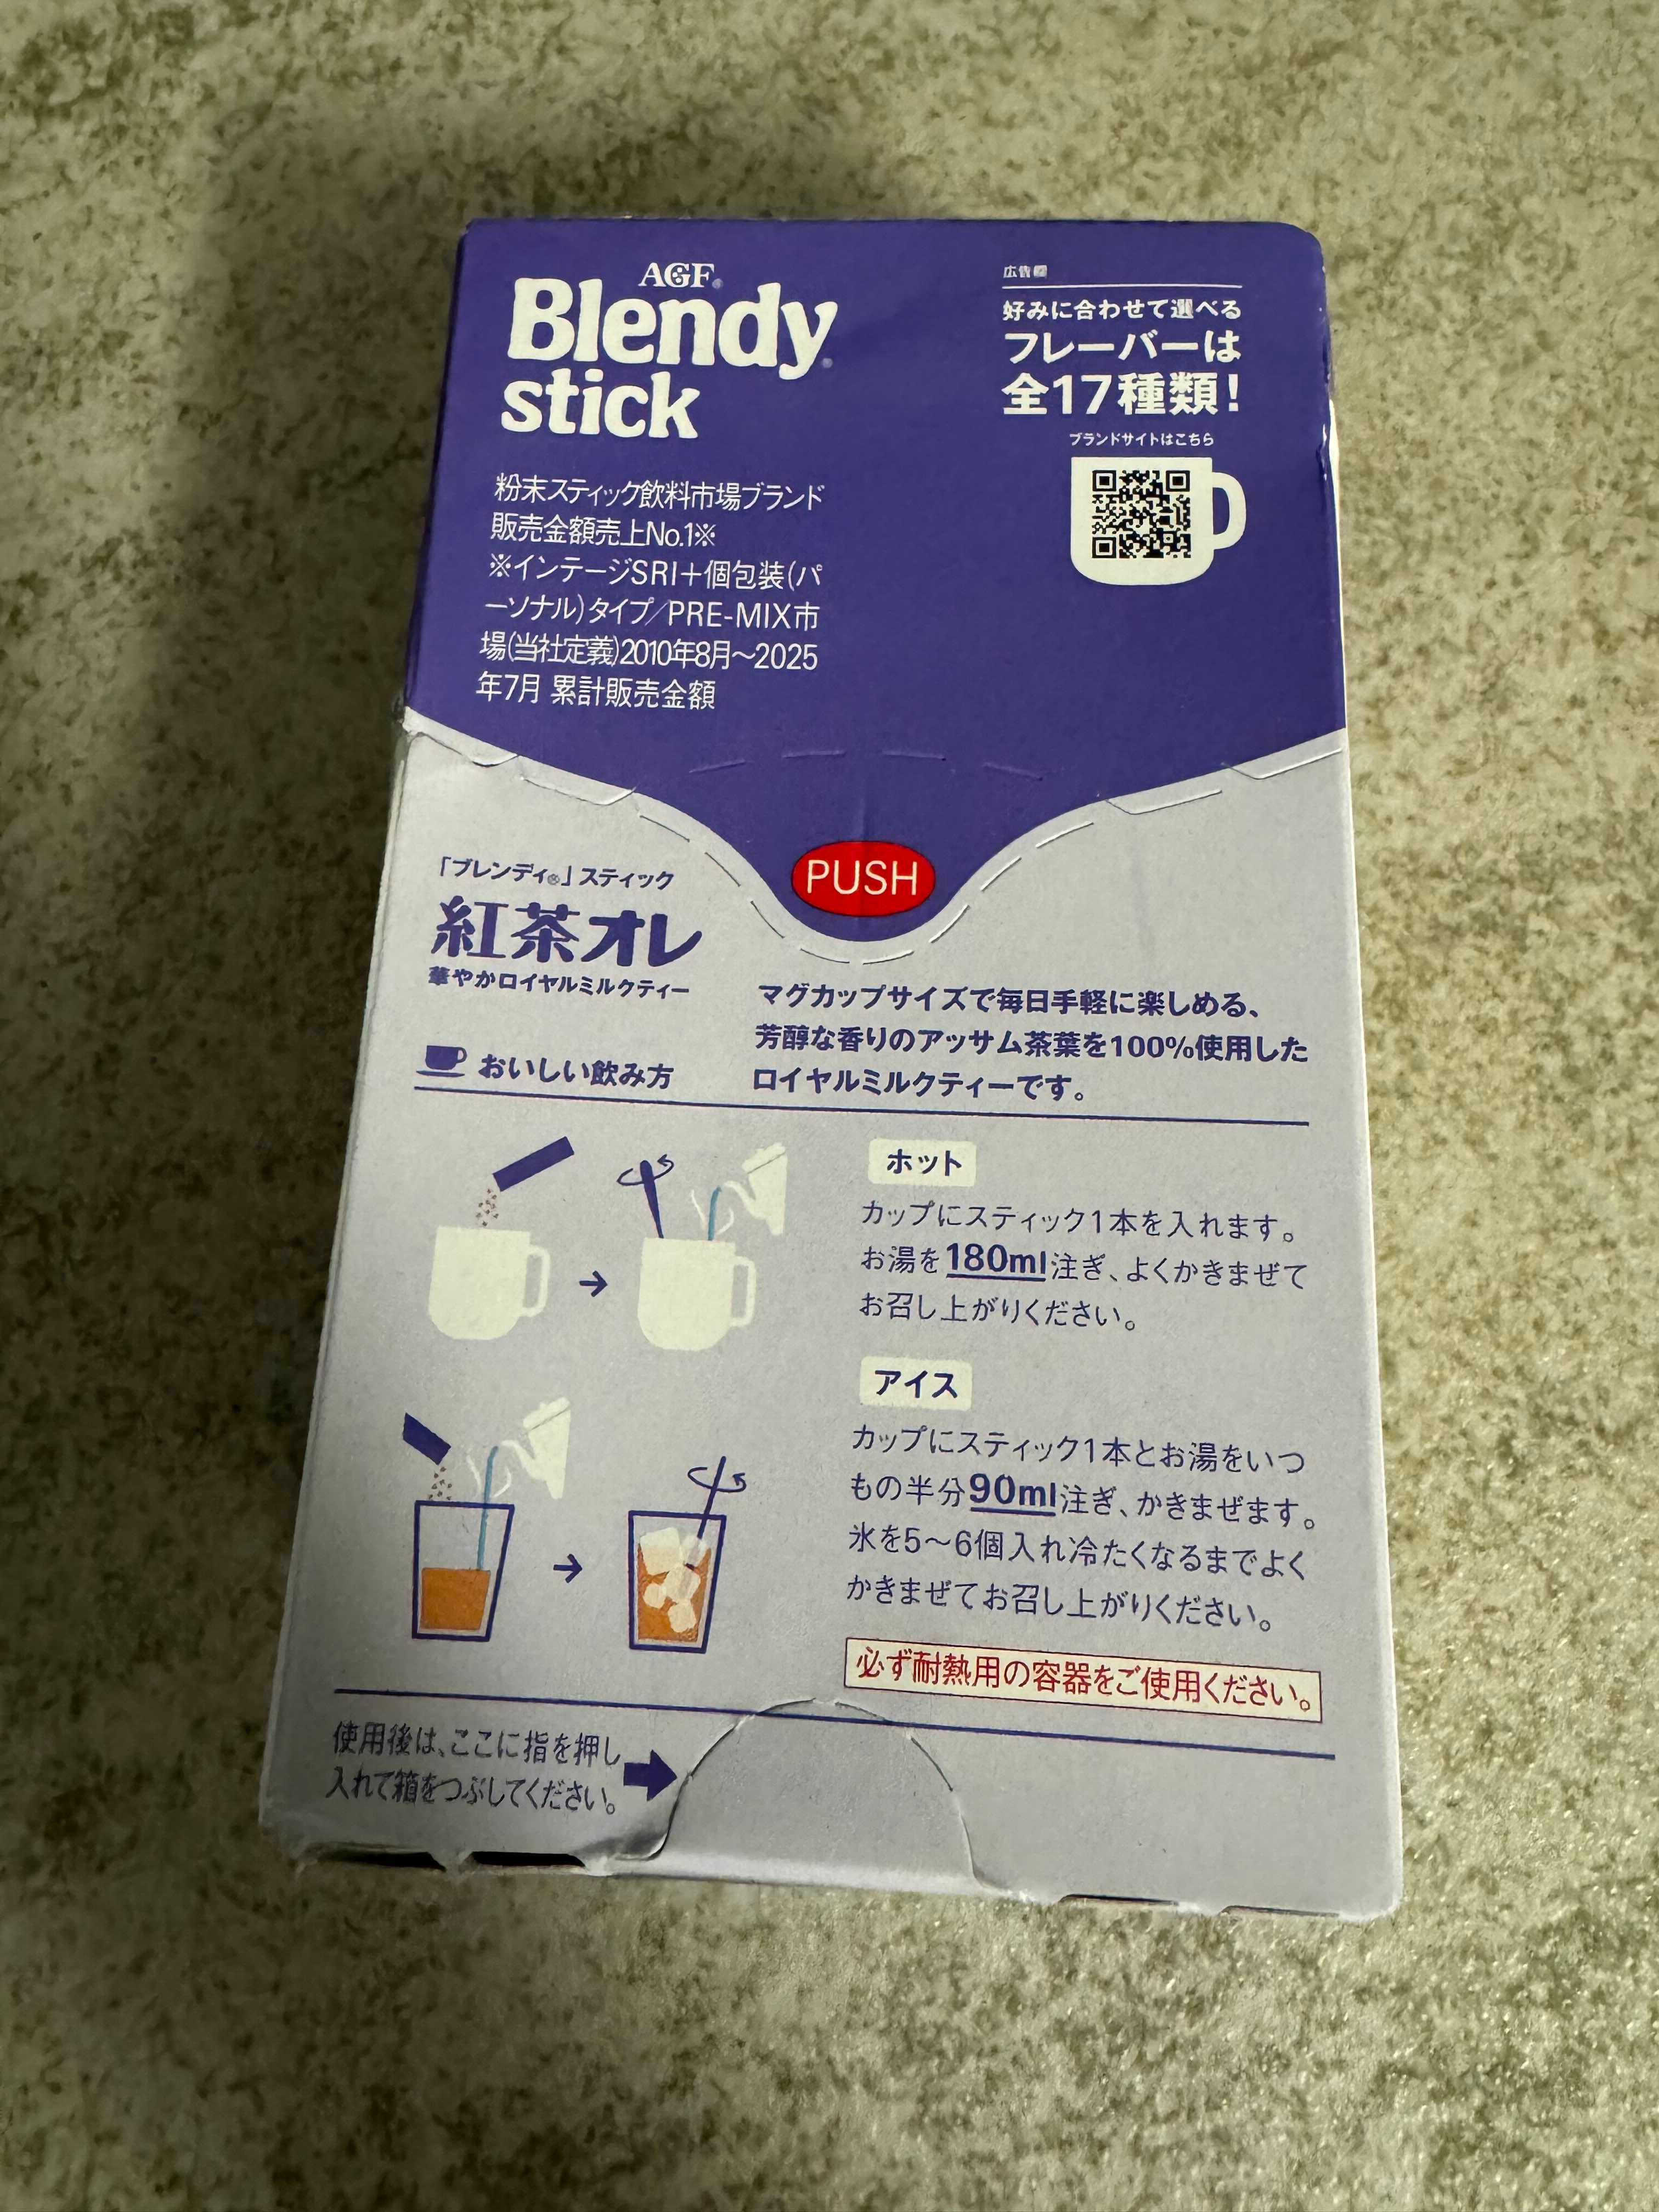 AGF®
Blendy®
stick
粉末スティック飲料市場ブランド
販売金額売上No.1※
※インテージSRI＋個包装(パ
ーソナル)タイプ／PRE-MIX市
場(当社定義)2010年8月～2025
年7月 累計販売金額
広告欄
好みに合わせて選べる
フレーバーは
全17種類！
ブランドサイトはこちら
PUSH
「ブレンディ®」スティック
紅茶オレ
華やかロイヤルミルクティー
マグカップサイズで毎日手軽に楽しめる、
芳醇な香りのアッサム茶葉を100%使用した
ロイヤルミルクティーです。
おいしい飲み方
ホット
カップにスティック1本を入れます。
お湯を180ml注ぎ、よくかきまぜて
お召し上がりください。
アイス
カップにスティック1本とお湯をいつ
もの半分90ml注ぎ、かきまぜます。
氷を5～6個入れ冷たくなるまでよく
かきまぜてお召し上がりください。
必ず耐熱用の容器をご使用ください。
使用後は、ここに指を押し
入れて箱をつぶしてください。